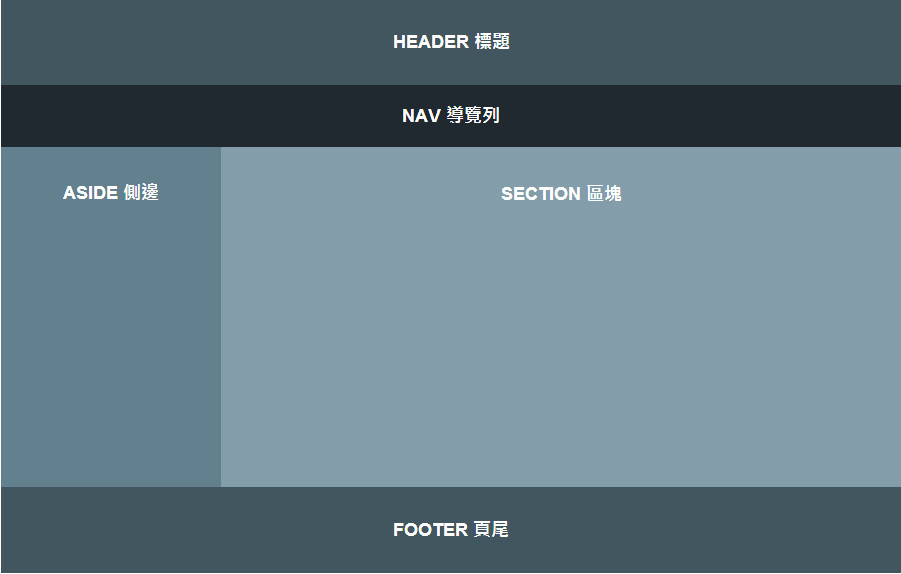 HEADER 標題
NAV 導覽列
ASIDE 側邊
SECTION 區塊
FOOTER 頁尾